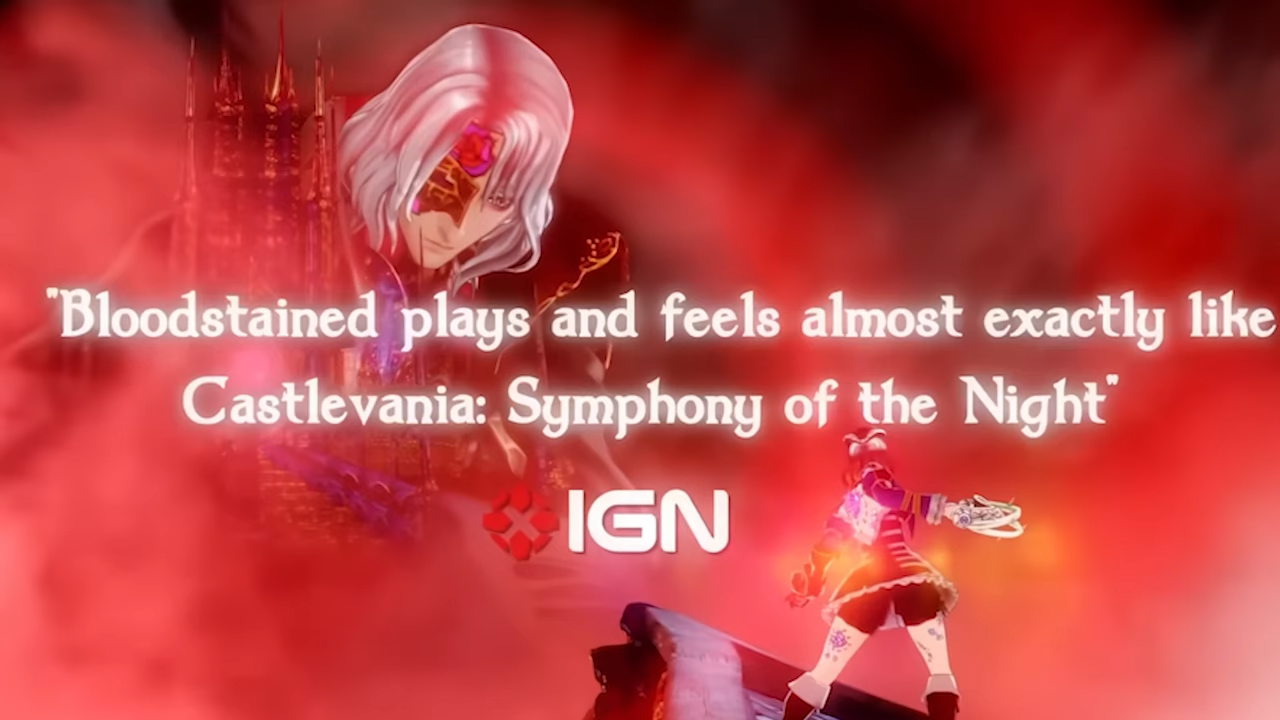 "Bloodstained plays and feels almost exactly like
Castlevania: Symphony of the Night"
IGN